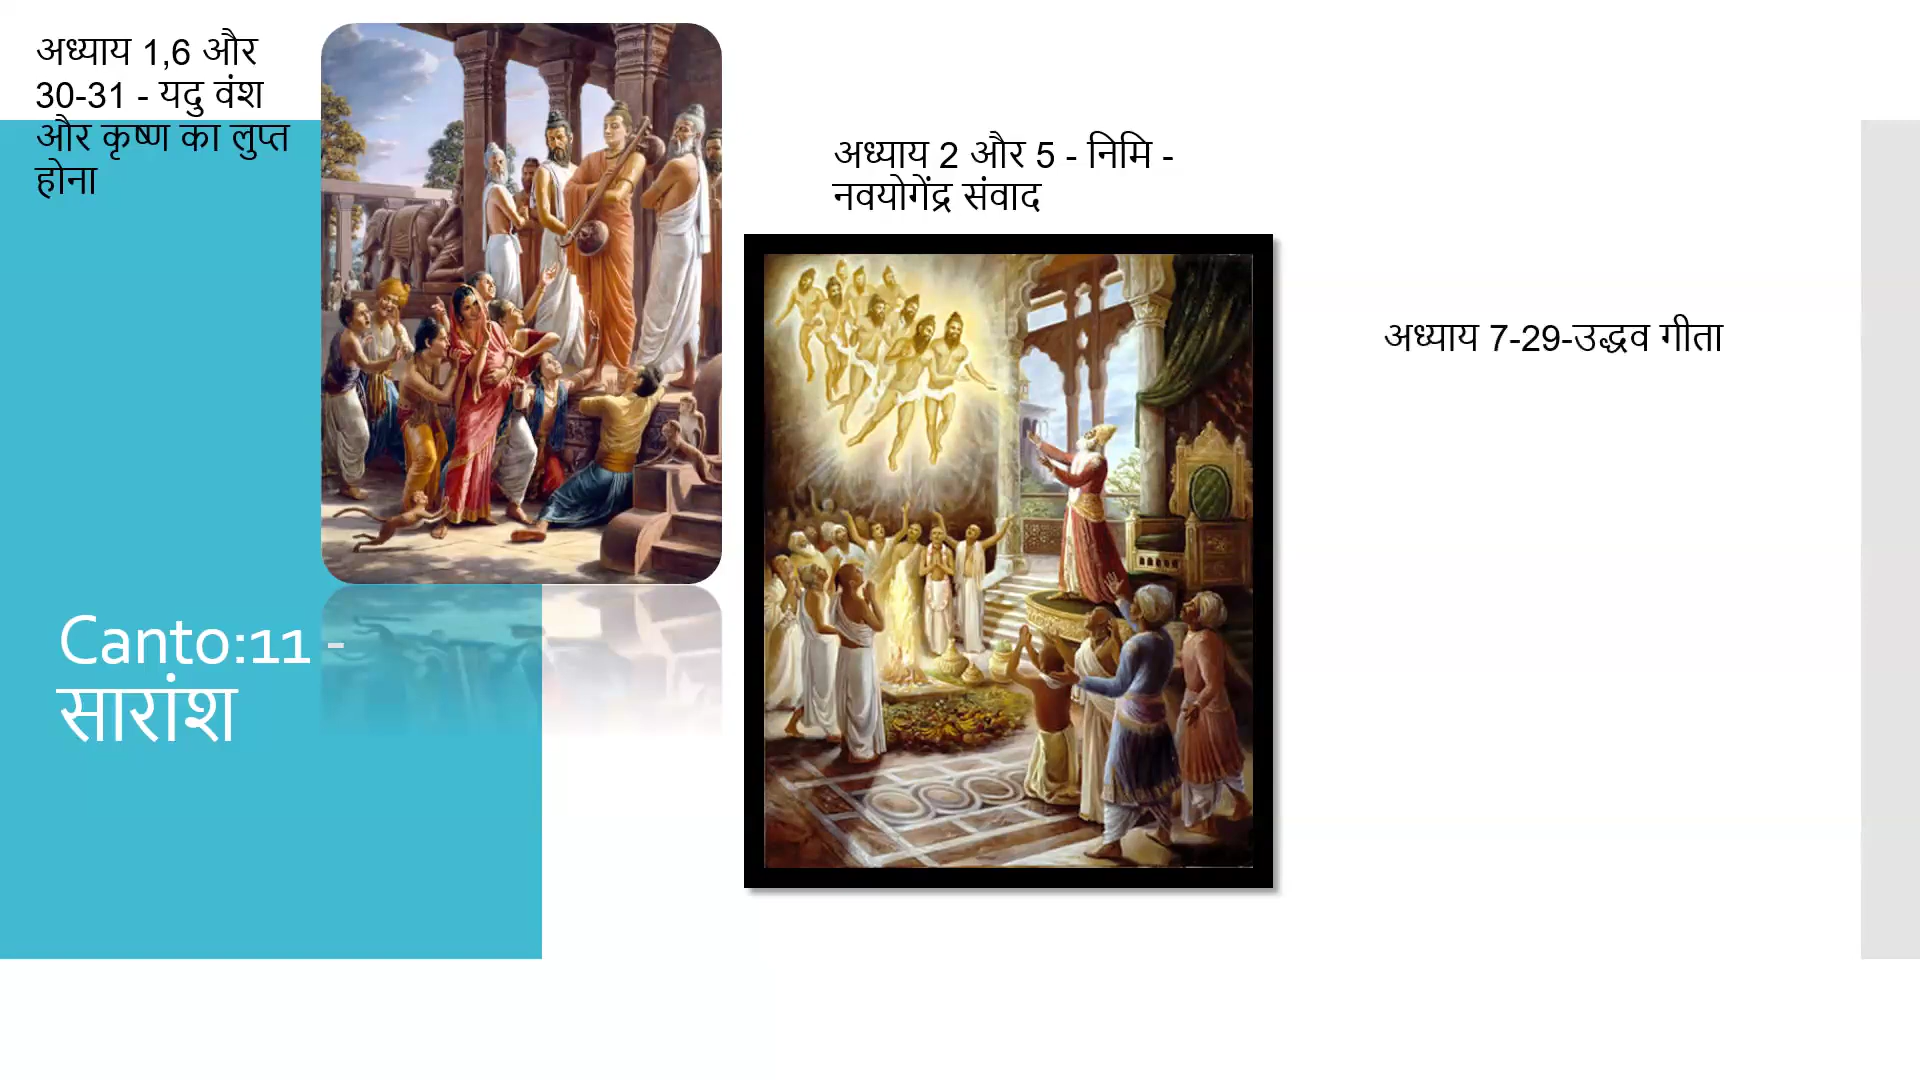 अध्याय 1,6 और
30-31 - यदु वंश
और कृष्ण का लुप्त
होना
अध्याय 2 और 5 - निमि -
नवयोगेंद्र संवाद
अध्याय 7-29-उद्धव गीता
Canto:11 -
सारांश